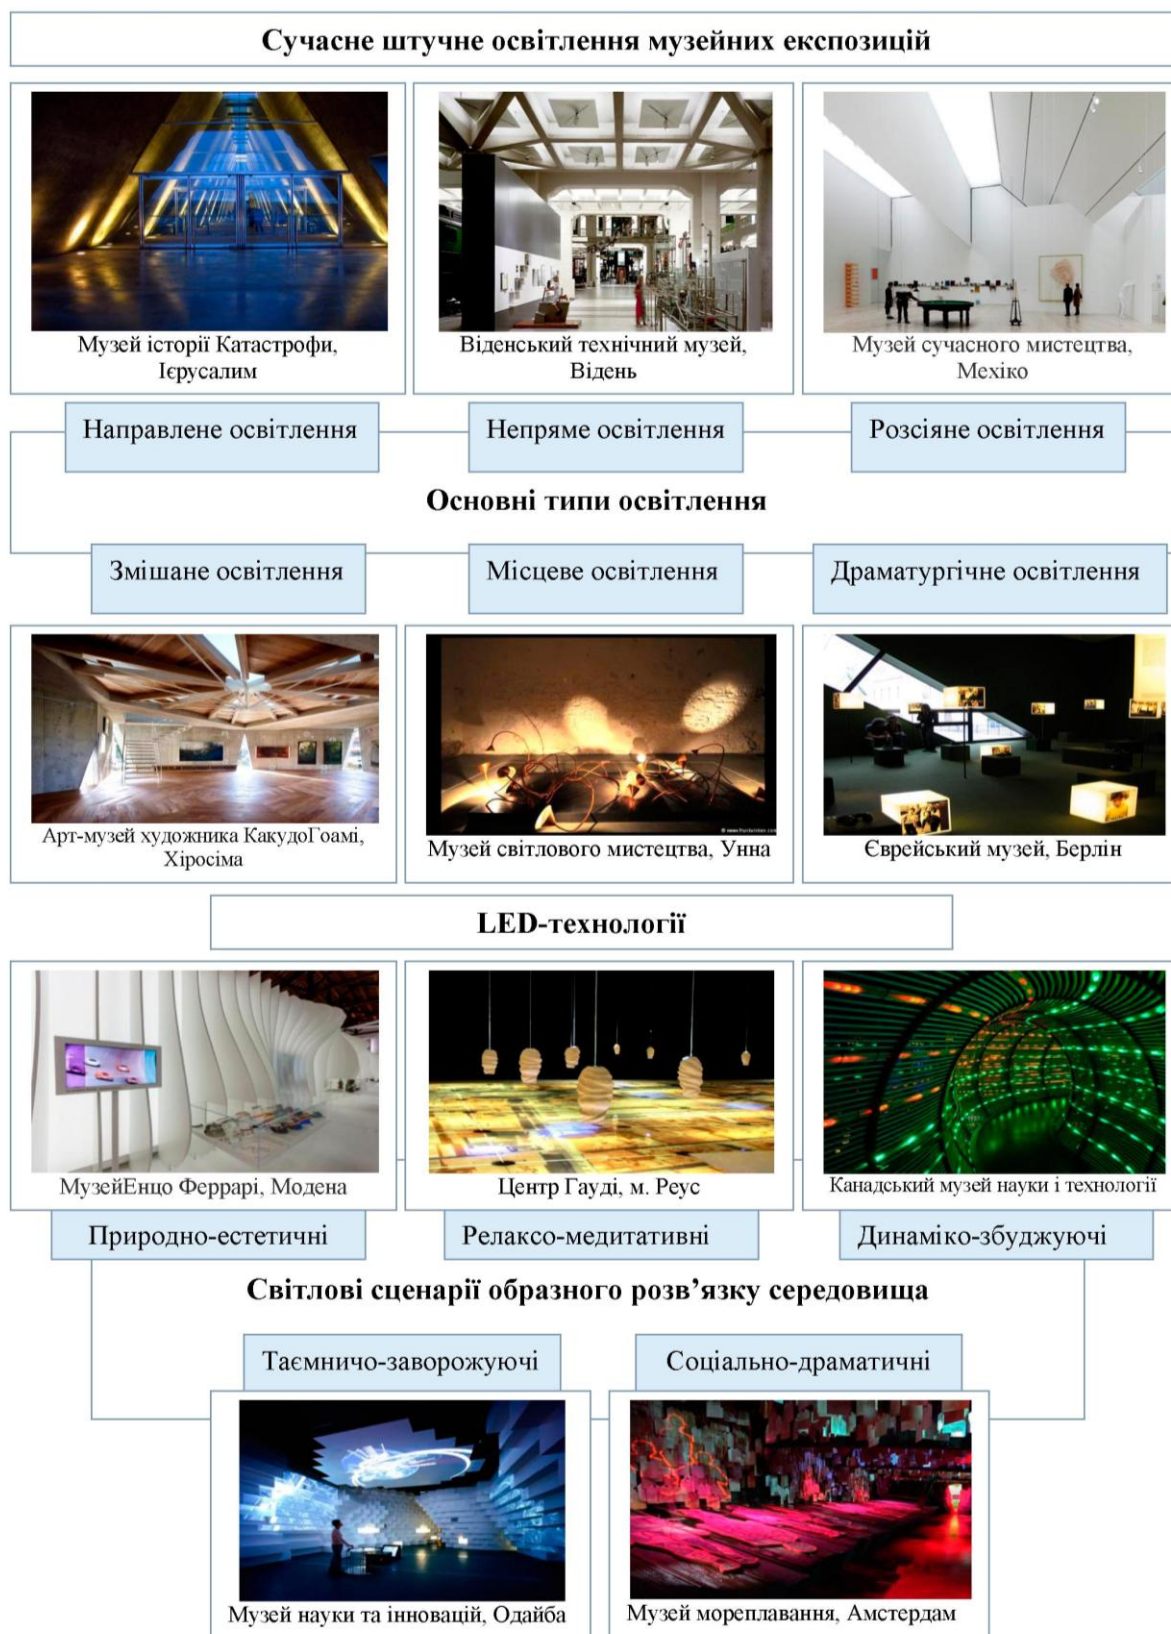 Сучасне штучне освітлення музейних експозицій
Музей історії Катастрофи,
Ієрусалим
Віденський технічний музей,
Відень
Музей сучасного мистецтва,
Мехіко
Направлене освітлення
Непряме освітлення
Розсіяне освітлення
Основні типи освітлення
Змішане освітлення
Місцеве освітлення
Драматургічне освітлення
Арт-музей художника КакудоГоамі,
Хіросіма
Музей світлового мистецтва, Унна
Єврейський музей, Берлін
LED-технології
МузейЕнцо Феррарі, Модена
Центр Гауді, м. Реус
Канадський музей науки і технології
Природно-естетичні
Релаксо-медитативні
Динаміко-збуджуючі
Світлові сценарії образного розв’язку середовища
Таємничо-заворожуючі
Соціально-драматичні
Музей науки та інновацій, Одайба
Музей мореплавання, Амстердам